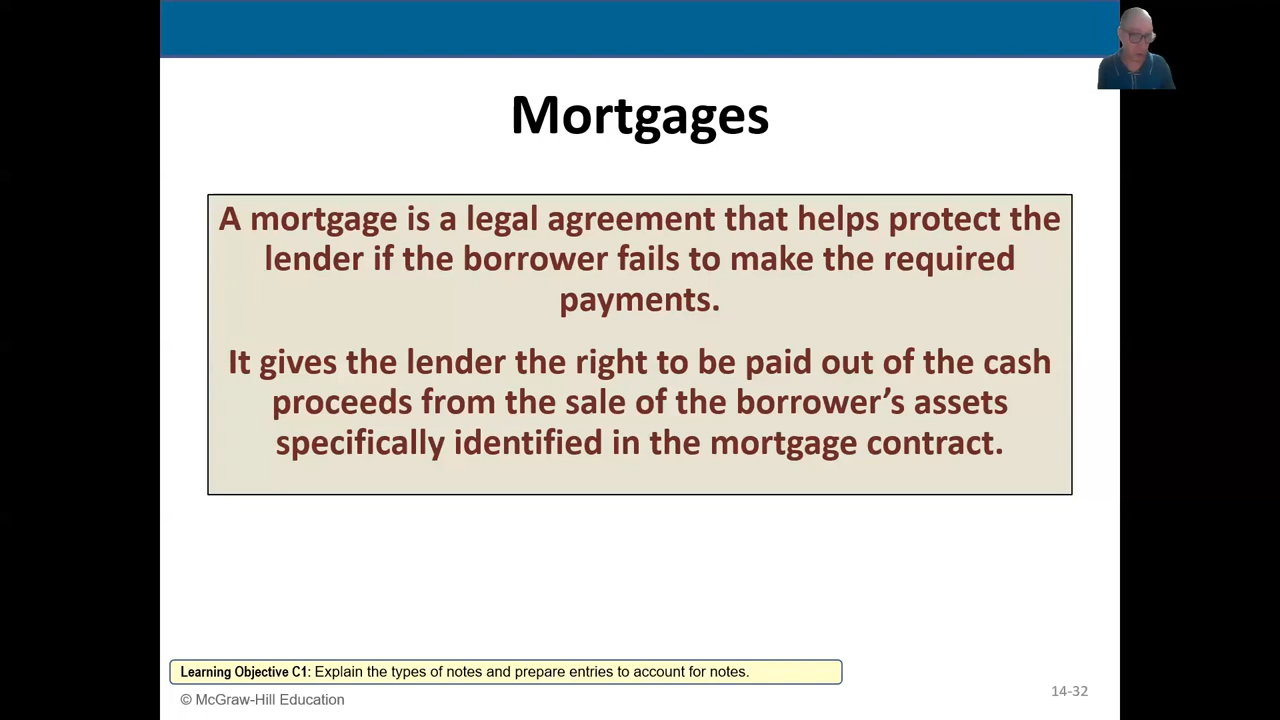 Mortgages
A mortgage is a legal agreement that helps protect the
lender if the borrower fails to make the required
payments.
It gives the lender the right to be paid out of the cash
proceeds from the sale of the borrower’s assets
specifically identified in the mortgage contract.
Learning Objective C1: Explain the types of notes and prepare entries to account for notes.
© McGraw-Hill Education
14-32